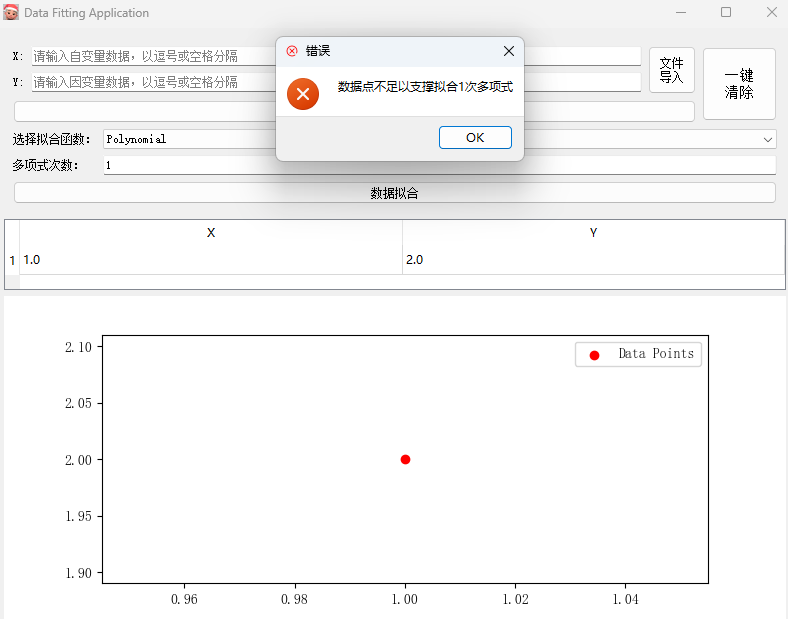 Data Fitting Application
错误
X: 请输入自变量数据，以逗号或空格分隔
文件
导入
一键
清除
数据点不足以支撑拟合1次多项式
Y: 请输入因变量数据，以逗号或空格分隔
OK
选择拟合函数: Polynomial
多项式次数: 1
数据拟合
X Y
1 1.0 2.0
2.10
Data Points
2.05
2.00
1.95
1.90
0.96 0.98 1.00 1.02 1.04